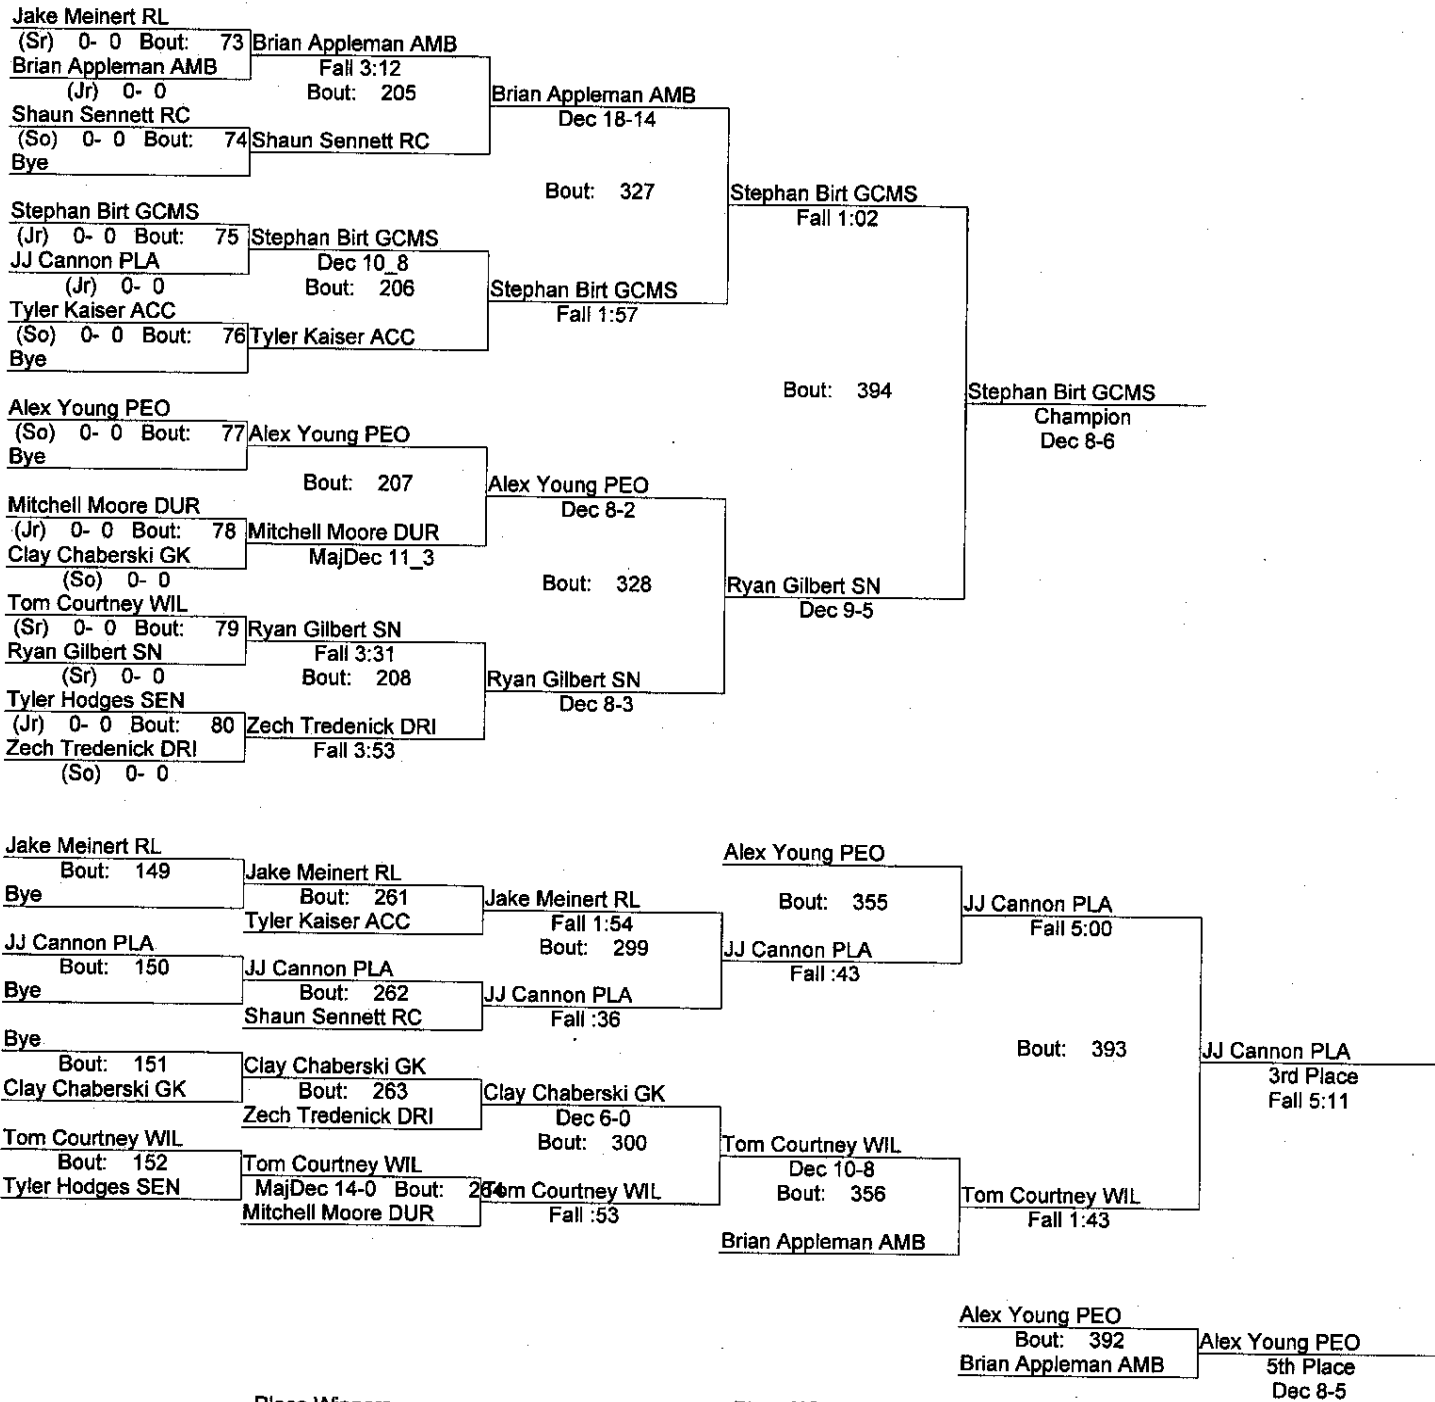 Jake Meinert RL
(Sr) 0- 0 Bout: 73 Brian Appleman AMB
Brian Appleman AMB Fall 3:12
(Jr) 0- 0 Bout: 205 Brian Appleman AMB
Shaun Sennett RC Dec 18-14
(So) 0- 0 Bout: 74 Shaun Sennett RC
Bye
Bout: 327 Stephan Birt GCMS
Stephan Birt GCMS Fall 1:02
(Jr) 0- 0 Bout: 75 Stephan Birt GCMS
JJ Cannon PLA Dec 10_8
(Jr) 0- 0 Bout: 206 Stephan Birt GCMS
Tyler Kaiser ACC Fall 1:57
(So) 0- 0 Bout: 76 Tyler Kaiser ACC
Bye
Bout: 394 Stephan Birt GCMS
Alex Young PEO Champion
(So) 0- 0 Bout: 77 Alex Young PEO Dec 8-6
Bye
Bout: 207 Alex Young PEO
Mitchell Moore DUR Dec 8-2
(Jr) 0- 0 Bout: 78 Mitchell Moore DUR
Clay Chaberski GK MajDec 11_3
(So) 0- 0 Bout: 328 Ryan Gilbert SN
Tom Courtney WIL Dec 9-5
(Sr) 0- 0 Bout: 79 Ryan Gilbert SN
Ryan Gilbert SN Fall 3:31
(Sr) 0- 0 Bout: 208 Ryan Gilbert SN
Tyler Hodges SEN Dec 8-3
(Jr) 0- 0 Bout: 80 Zech Tredenick DRI
Zech Tredenick DRI Fall 3:53
(So) 0- 0
Jake Meinert RL Alex Young PEO
Bout: 149 Jake Meinert RL
Bye Bout: 261 Jake Meinert RL Bout: 355 JJ Cannon PLA
Tyler Kaiser ACC Fall 1:54 Fall 5:00
JJ Cannon PLA Bout: 299 JJ Cannon PLA
Bout: 150 JJ Cannon PLA Fall :43
Bye Bout: 262 JJ Cannon PLA
Shaun Sennett RC Fall :36
Bye Bout: 393 JJ Cannon PLA
Bout: 151 Clay Chaberski GK 3rd Place
Clay Chaberski GK Bout: 263 Clay Chaberski GK Fall 5:11
Zech Tredenick DRI Dec 6-0
Tom Courtney WIL Bout: 300 Tom Courtney WIL
Bout: 152 Tom Courtney WIL Dec 10-8
Tyler Hodges SEN MajDec 14-0 Bout: 264 Tom Courtney WIL Bout: 356 Tom Courtney WIL
Mitchell Moore DUR Fall :53 Fall 1:43
Brian Appleman AMB
Alex Young PEO
Bout: 392 Alex Young PEO
Brian Appleman AMB 5th Place
Dec 8-5